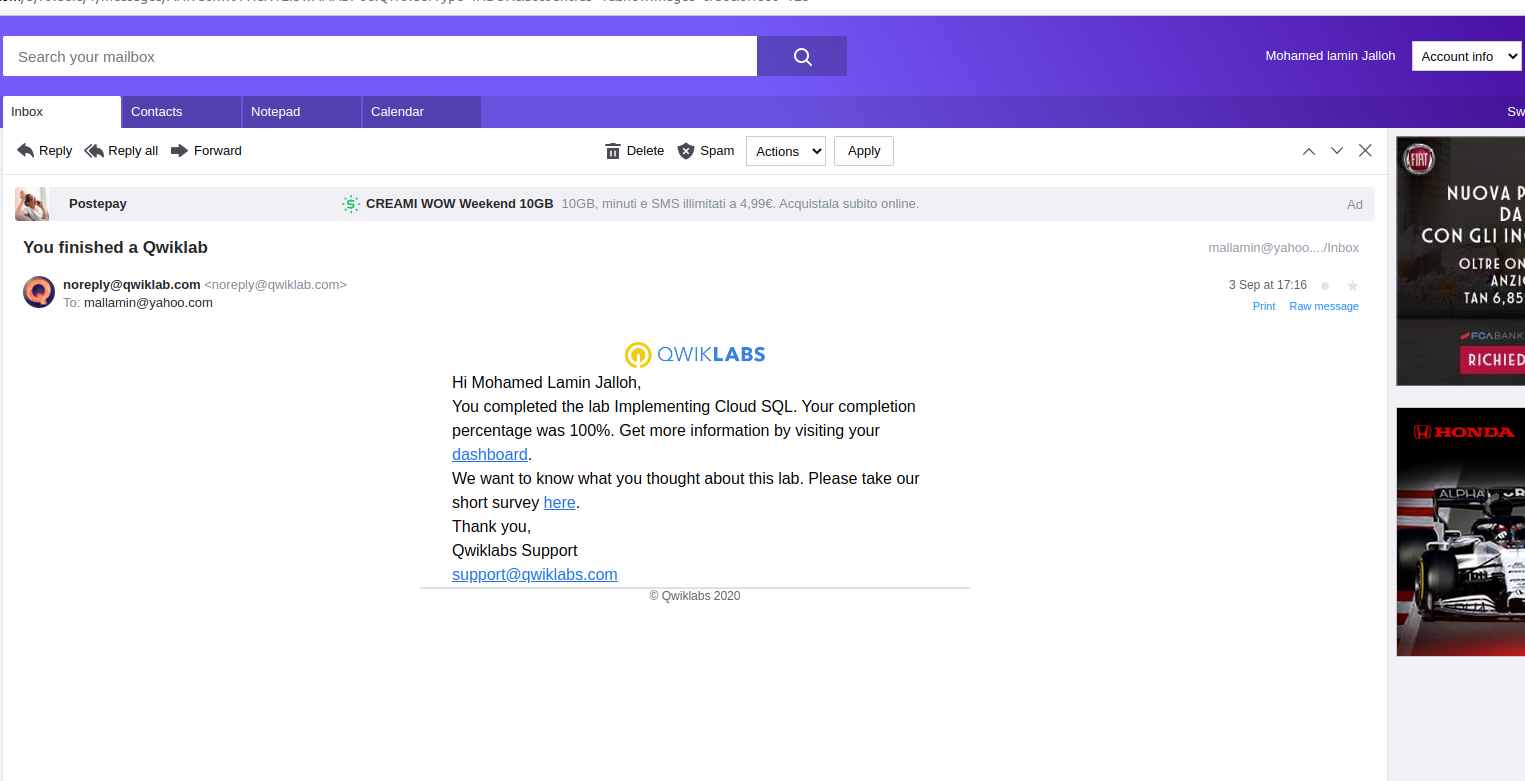 Search your mailbox
Mohamed lamin Jalloh
Account info
Inbox
Contacts
Notepad
Calendar
Sw
Reply
Reply all
Forward
Delete
Spam
Actions
Apply
Postepay
CREAMI WOW Weekend 10GB 10GB, minuti e SMS illimitati a 4,99€. Acquistala subito online.
Ad
You finished a Qwiklab
mallamin@yahoo..../Inbox
noreply@qwiklab.com <noreply@qwiklab.com>
3 Sep at 17:16
To: mallamin@yahoo.com
Print
Raw message
QWIKLABS
Hi Mohamed Lamin Jalloh,
You completed the lab Implementing Cloud SQL. Your completion
percentage was 100%. Get more information by visiting your
dashboard.
We want to know what you thought about this lab. Please take our
short survey here.
Thank you,
Qwiklabs Support
support@qwiklabs.com
© Qwiklabs 2020
FIAT
NUOVA P
DA
CON GLI IN
OLTRE ON
ANZI
TAN 6,85
FCA BANK
RICHIED
HONDA